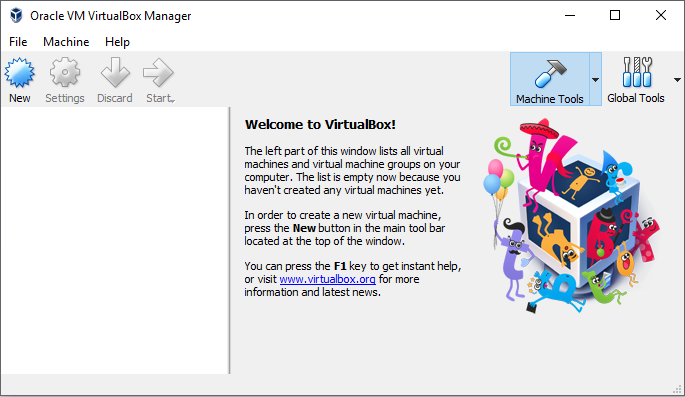 Oracle VM VirtualBox Manager
File Machine Help
New Settings Discard Start
Machine Tools Global Tools
Welcome to VirtualBox!
The left part of this window lists all virtual
machines and virtual machine groups on your
computer. The list is empty now because you
haven't created any virtual machines yet.
In order to create a new virtual machine,
press the New button in the main tool bar
located at the top of the window.
You can press the F1 key to get instant help,
or visit www.virtualbox.org for more
information and latest news.